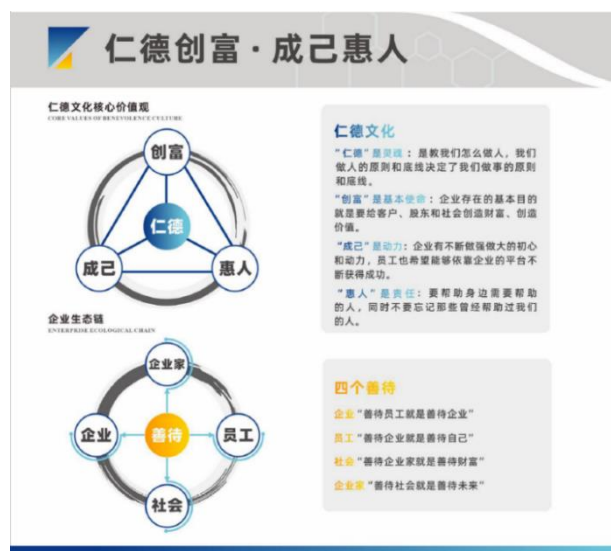 仁德创富·成己惠人
仁德文化核心价值观
CORE VALUES OF BENEVOLENCE CULTURE
创富
仁德
成己
惠人
仁德文化
“仁德”是灵魂：是教我们怎么做人，我们
做人的原则和底线决定了我们做事的原则
和底线。
“创富”是基本使命：企业存在的基本目的
就是要给客户、股东和社会创造财富、创造
价值。
“成己”是动力：企业有不断做强做大的初心
和动力，员工也希望能够依靠企业的平台不
断获得成功。
“惠人”是责任：要帮助身边需要帮助
的人，同时不要忘记那些曾经帮助过我们
的人。
企业生态链
ENTERPRISE ECOLOGICAL CHAIN
企业家
企业
善待
员工
社会
四个善待
企业“善待员工就是善待企业”
员工“善待企业就是善待自己”
社会“善待企业家就是善待财富”
企业家“善待社会就是善待未来”